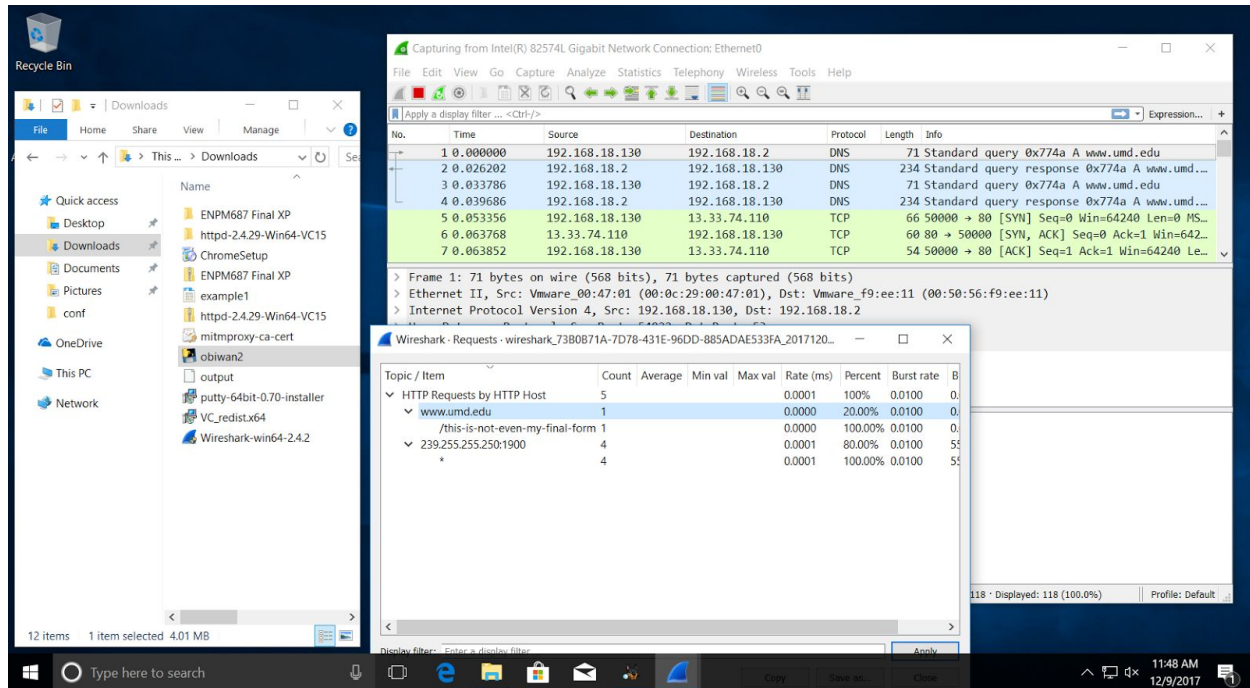 Recycle Bin
Downloads
File Home Share View Manage
This ... > Downloads
Name
Quick access
Desktop
Downloads
Documents
Pictures
conf
OneDrive
This PC
Network
ENPM687 Final XP
httpd-2.4.29-Win64-VC15
ChromeSetup
ENPM687 Final XP
example1
httpd-2.4.29-Win64-VC15
mitmproxy-ca-cert
obiwan2
output
putty-64bit-0.70-installer
VC_redist.x64
Wireshark-win64-2.4.2
12 items 1 item selected 4.01 MB
Capturing from Intel(R) 82574L Gigabit Network Connection: Ethernet0
File Edit View Go Capture Analyze Statistics Telephony Wireless Tools Help
Apply a display filter ... <Ctrl-/> Expression... +
No. Time Source Destination Protocol Length Info
1 0.000000 192.168.18.130 192.168.18.2 DNS 71 Standard query 0x774a A www.umd.edu
2 0.026202 192.168.18.2 192.168.18.130 DNS 234 Standard query response 0x774a A www.umd....
3 0.033786 192.168.18.130 192.168.18.2 DNS 71 Standard query 0x774a A www.umd.edu
4 0.039686 192.168.18.2 192.168.18.130 DNS 234 Standard query response 0x774a A www.umd....
5 0.053356 192.168.18.130 13.33.74.110 TCP 66 50000 → 80 [SYN] Seq=0 Win=64240 Len=0 MS...
6 0.063768 13.33.74.110 192.168.18.130 TCP 60 80 → 50000 [SYN, ACK] Seq=0 Ack=1 Win=642...
7 0.063852 192.168.18.130 13.33.74.110 TCP 54 50000 → 80 [ACK] Seq=1 Ack=1 Win=64240 Le...
> Frame 1: 71 bytes on wire (568 bits), 71 bytes captured (568 bits)
> Ethernet II, Src: Vmware_00:47:01 (00:0c:29:00:47:01), Dst: Vmware_f9:ee:11 (00:50:56:f9:ee:11)
> Internet Protocol Version 4, Src: 192.168.18.130, Dst: 192.168.18.2
Wireshark · Requests · wireshark_73B0B71A-7D78-431E-96DD-885ADAE533FA_2017120...
Topic / Item Count Average Min val Max val Rate (ms) Percent Burst rate B
HTTP Requests by HTTP Host 5 0.0001 100% 0.0100 0.
www.umd.edu 1 0.0000 20.00% 0.0100 0.
/this-is-not-even-my-final-form 1 0.0000 100.00% 0.0100 0.
239.255.255.250:1900 4 0.0001 80.00% 0.0100
* 4 0.0001 100.00% 0.0100
Display filter: Enter a display filter ... Apply
Copy Save as... Close
118 · Displayed: 118 (100.0%) Profile: Default
Type here to search
11:48 AM
12/9/2017
1